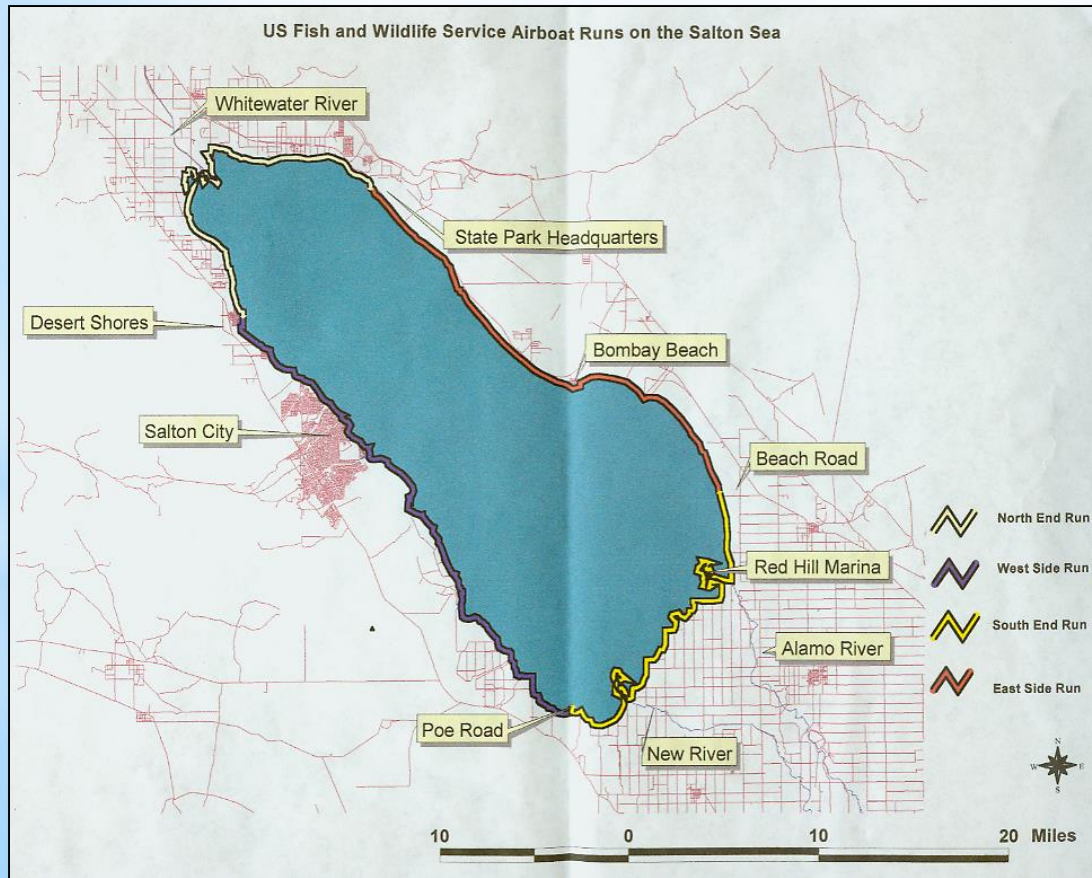 US Fish and Wildlife Service Airboat Runs on the Salton Sea
Whitewater River
State Park Headquarters
Desert Shores
Bombay Beach
Salton City
Beach Road
North End Run
Red Hill Marina
West Side Run
South End Run
Alamo River
East Side Run
Poe Road
New River
N
W E
S
10 0 10 20 Miles